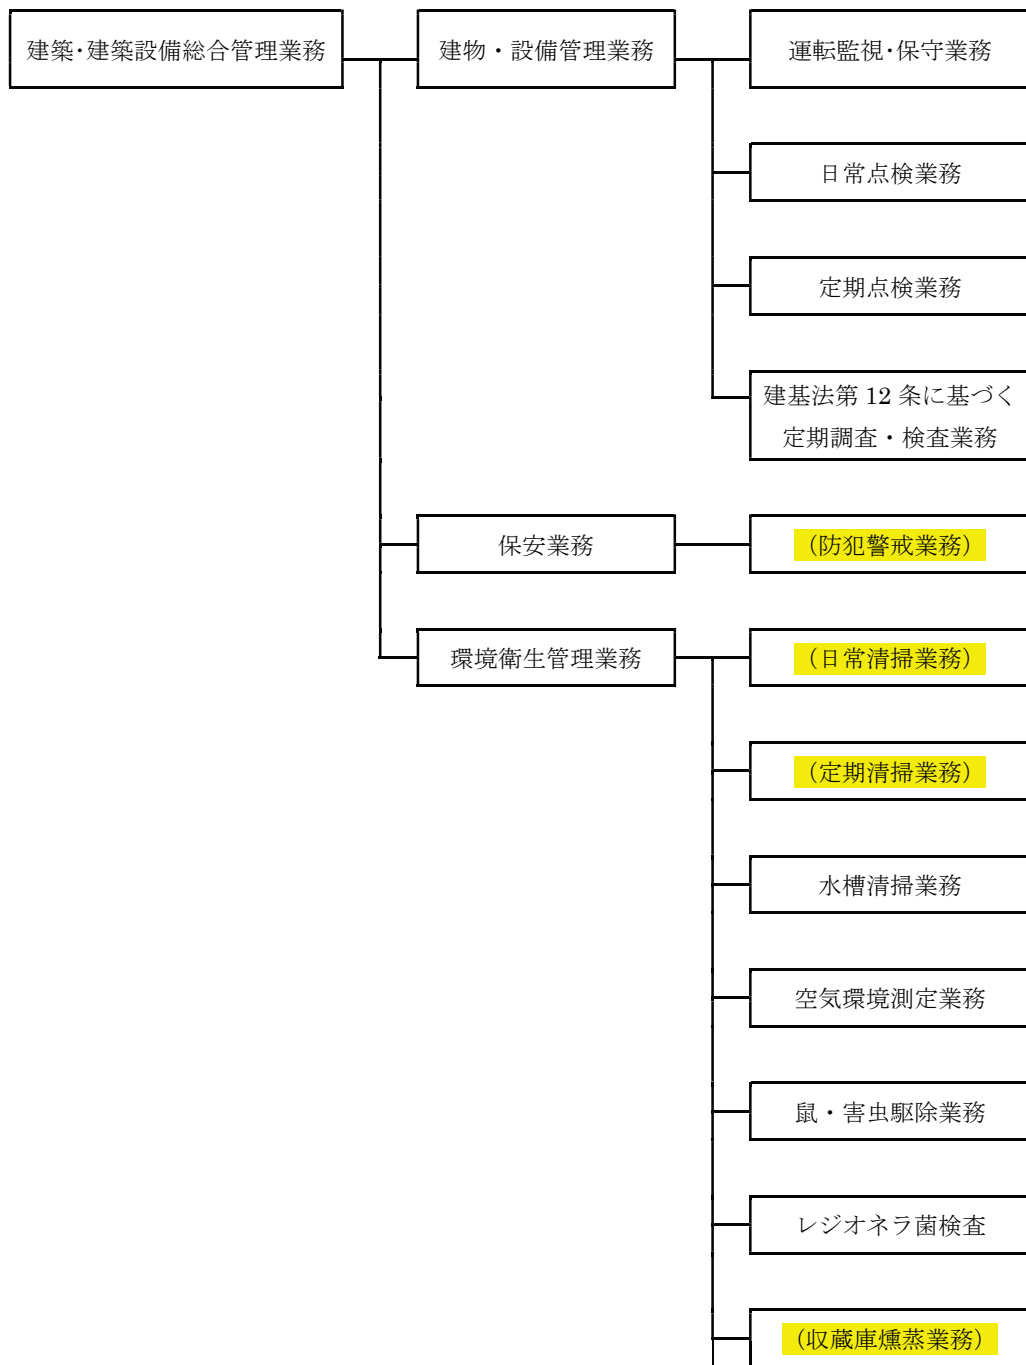 建築･建築設備総合管理業務
建物・設備管理業務
運転監視･保守業務
日常点検業務
定期点検業務
建基法第 12 条に基づく
定期調査・検査業務
保安業務
（防犯警戒業務）
環境衛生管理業務
（日常清掃業務）
（定期清掃業務）
水槽清掃業務
空気環境測定業務
鼠・害虫駆除業務
レジオネラ菌検査
（収蔵庫燻蒸業務）